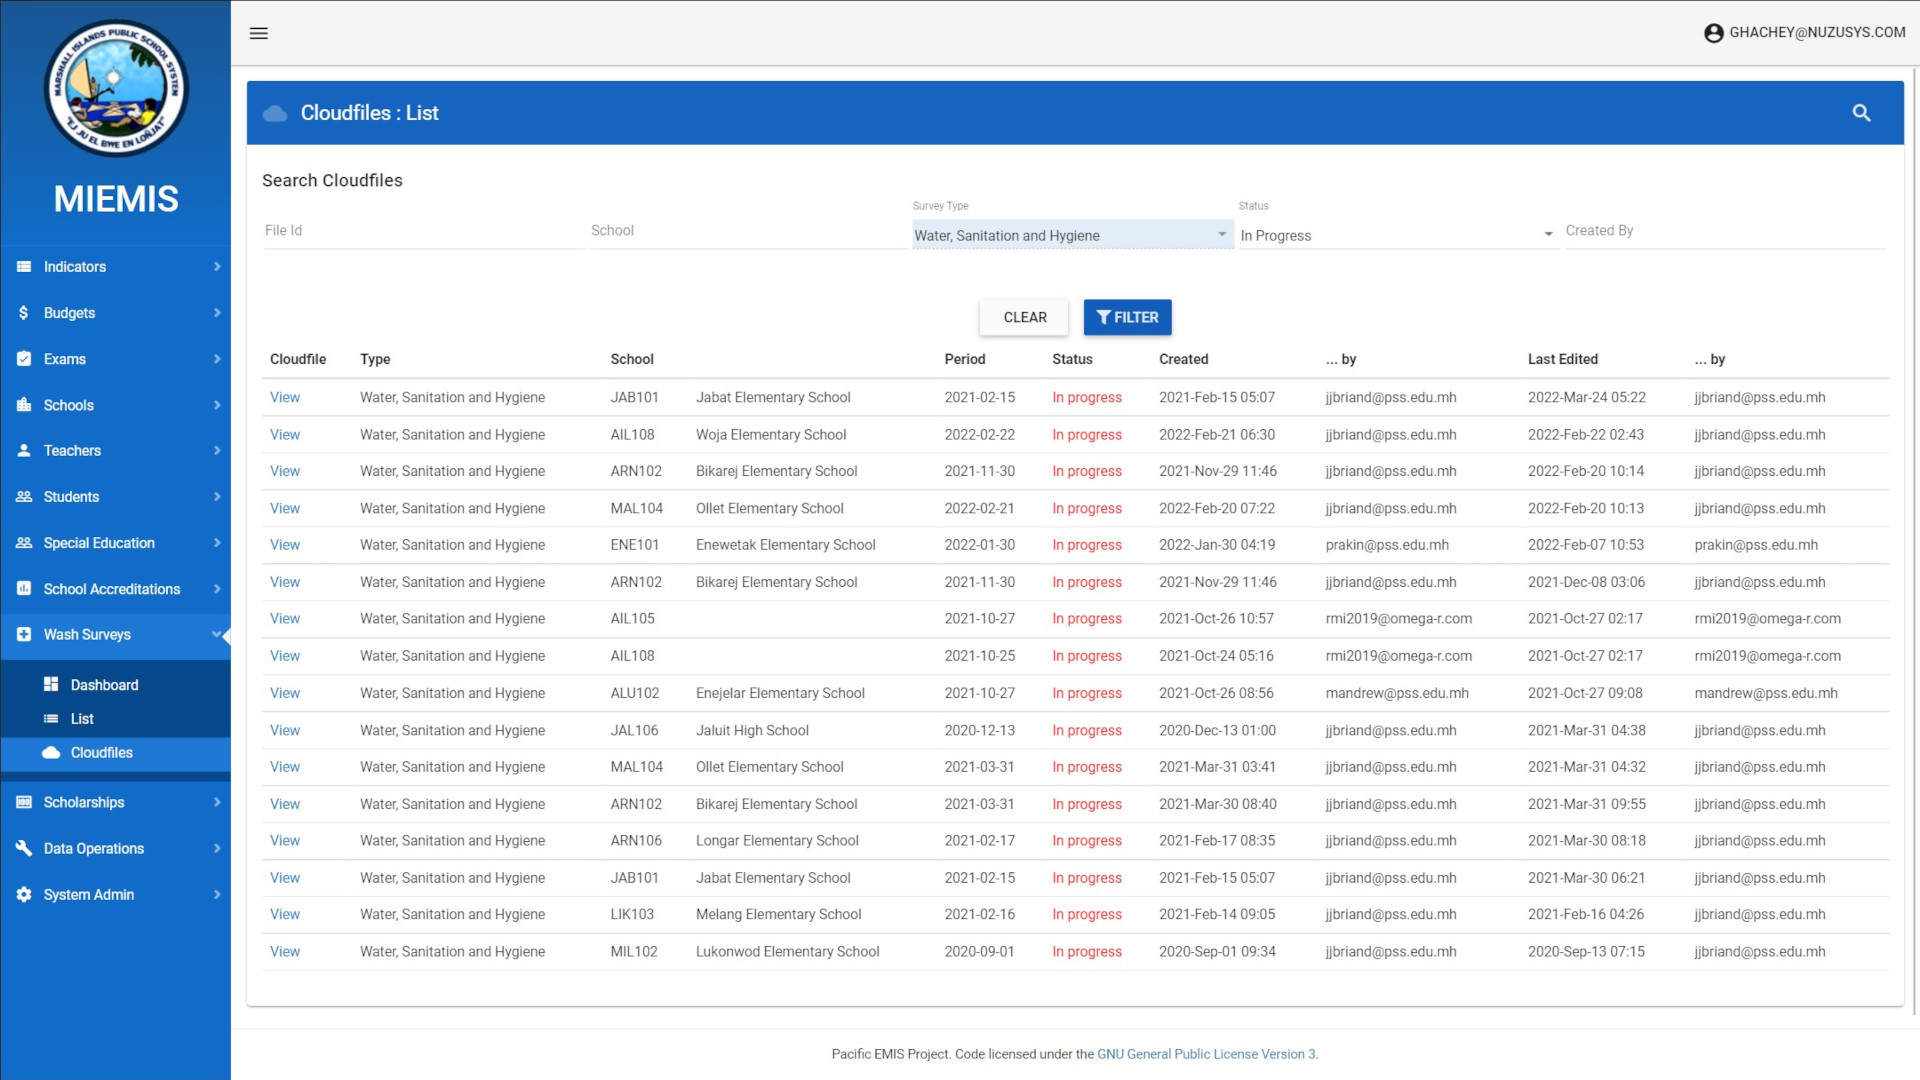 MARSHALL ISLANDS PUBLIC SCHOOL SYSTEM
"EJ JU EL BWE EN LOÑJAT"
MIEMIS
Indicators
Budgets
Exams
Schools
Teachers
Students
Special Education
School Accreditations
Wash Surveys
Dashboard
List
Cloudfiles
Scholarships
Data Operations
System Admin
GHACHEY@NUZUSYS.COM
Cloudfiles : List
Search Cloudfiles
Survey Type Status
File Id School Water, Sanitation and Hygiene In Progress Created By
CLEAR FILTER
Cloudfile Type School Period Status Created ... by Last Edited ... by
View Water, Sanitation and Hygiene JAB101 Jabat Elementary School 2021-02-15 In progress 2021-Feb-15 05:07 jjbriand@pss.edu.mh 2022-Mar-24 05:22 jjbriand@pss.edu.mh
View Water, Sanitation and Hygiene AIL108 Woja Elementary School 2022-02-22 In progress 2022-Feb-21 06:30 jjbriand@pss.edu.mh 2022-Feb-22 02:43 jjbriand@pss.edu.mh
View Water, Sanitation and Hygiene ARN102 Bikarej Elementary School 2021-11-30 In progress 2021-Nov-29 11:46 jjbriand@pss.edu.mh 2022-Feb-20 10:14 jjbriand@pss.edu.mh
View Water, Sanitation and Hygiene MAL104 Ollet Elementary School 2022-02-21 In progress 2022-Feb-20 07:22 jjbriand@pss.edu.mh 2022-Feb-20 10:13 jjbriand@pss.edu.mh
View Water, Sanitation and Hygiene ENE101 Enewetak Elementary School 2022-01-30 In progress 2022-Jan-30 04:19 prakin@pss.edu.mh 2022-Feb-07 10:53 prakin@pss.edu.mh
View Water, Sanitation and Hygiene ARN102 Bikarej Elementary School 2021-11-30 In progress 2021-Nov-29 11:46 jjbriand@pss.edu.mh 2021-Dec-08 03:06 jjbriand@pss.edu.mh
View Water, Sanitation and Hygiene AIL105 2021-10-27 In progress 2021-Oct-26 10:57 rmi2019@omega-r.com 2021-Oct-27 02:17 rmi2019@omega-r.com
View Water, Sanitation and Hygiene AIL108 2021-10-25 In progress 2021-Oct-24 05:16 rmi2019@omega-r.com 2021-Oct-27 02:17 rmi2019@omega-r.com
View Water, Sanitation and Hygiene ALU102 Enejelar Elementary School 2021-10-27 In progress 2021-Oct-26 08:56 mandrew@pss.edu.mh 2021-Oct-27 09:08 mandrew@pss.edu.mh
View Water, Sanitation and Hygiene JAL106 Jaluit High School 2020-12-13 In progress 2020-Dec-13 01:00 jjbriand@pss.edu.mh 2021-Mar-31 04:38 jjbriand@pss.edu.mh
View Water, Sanitation and Hygiene MAL104 Ollet Elementary School 2021-03-31 In progress 2021-Mar-31 03:41 jjbriand@pss.edu.mh 2021-Mar-31 04:32 jjbriand@pss.edu.mh
View Water, Sanitation and Hygiene ARN102 Bikarej Elementary School 2021-03-31 In progress 2021-Mar-30 08:40 jjbriand@pss.edu.mh 2021-Mar-31 09:55 jjbriand@pss.edu.mh
View Water, Sanitation and Hygiene ARN106 Longar Elementary School 2021-02-17 In progress 2021-Feb-17 08:35 jjbriand@pss.edu.mh 2021-Mar-30 08:18 jjbriand@pss.edu.mh
View Water, Sanitation and Hygiene JAB101 Jabat Elementary School 2021-02-15 In progress 2021-Feb-15 05:07 jjbriand@pss.edu.mh 2021-Mar-30 06:21 jjbriand@pss.edu.mh
View Water, Sanitation and Hygiene LIK103 Melang Elementary School 2021-02-16 In progress 2021-Feb-14 09:05 jjbriand@pss.edu.mh 2021-Feb-16 04:26 jjbriand@pss.edu.mh
View Water, Sanitation and Hygiene MIL102 Lukonwod Elementary School 2020-09-01 In progress 2020-Sep-01 09:34 jjbriand@pss.edu.mh 2020-Sep-13 07:15 jjbriand@pss.edu.mh
Pacific EMIS Project. Code licensed under the GNU General Public License Version 3.